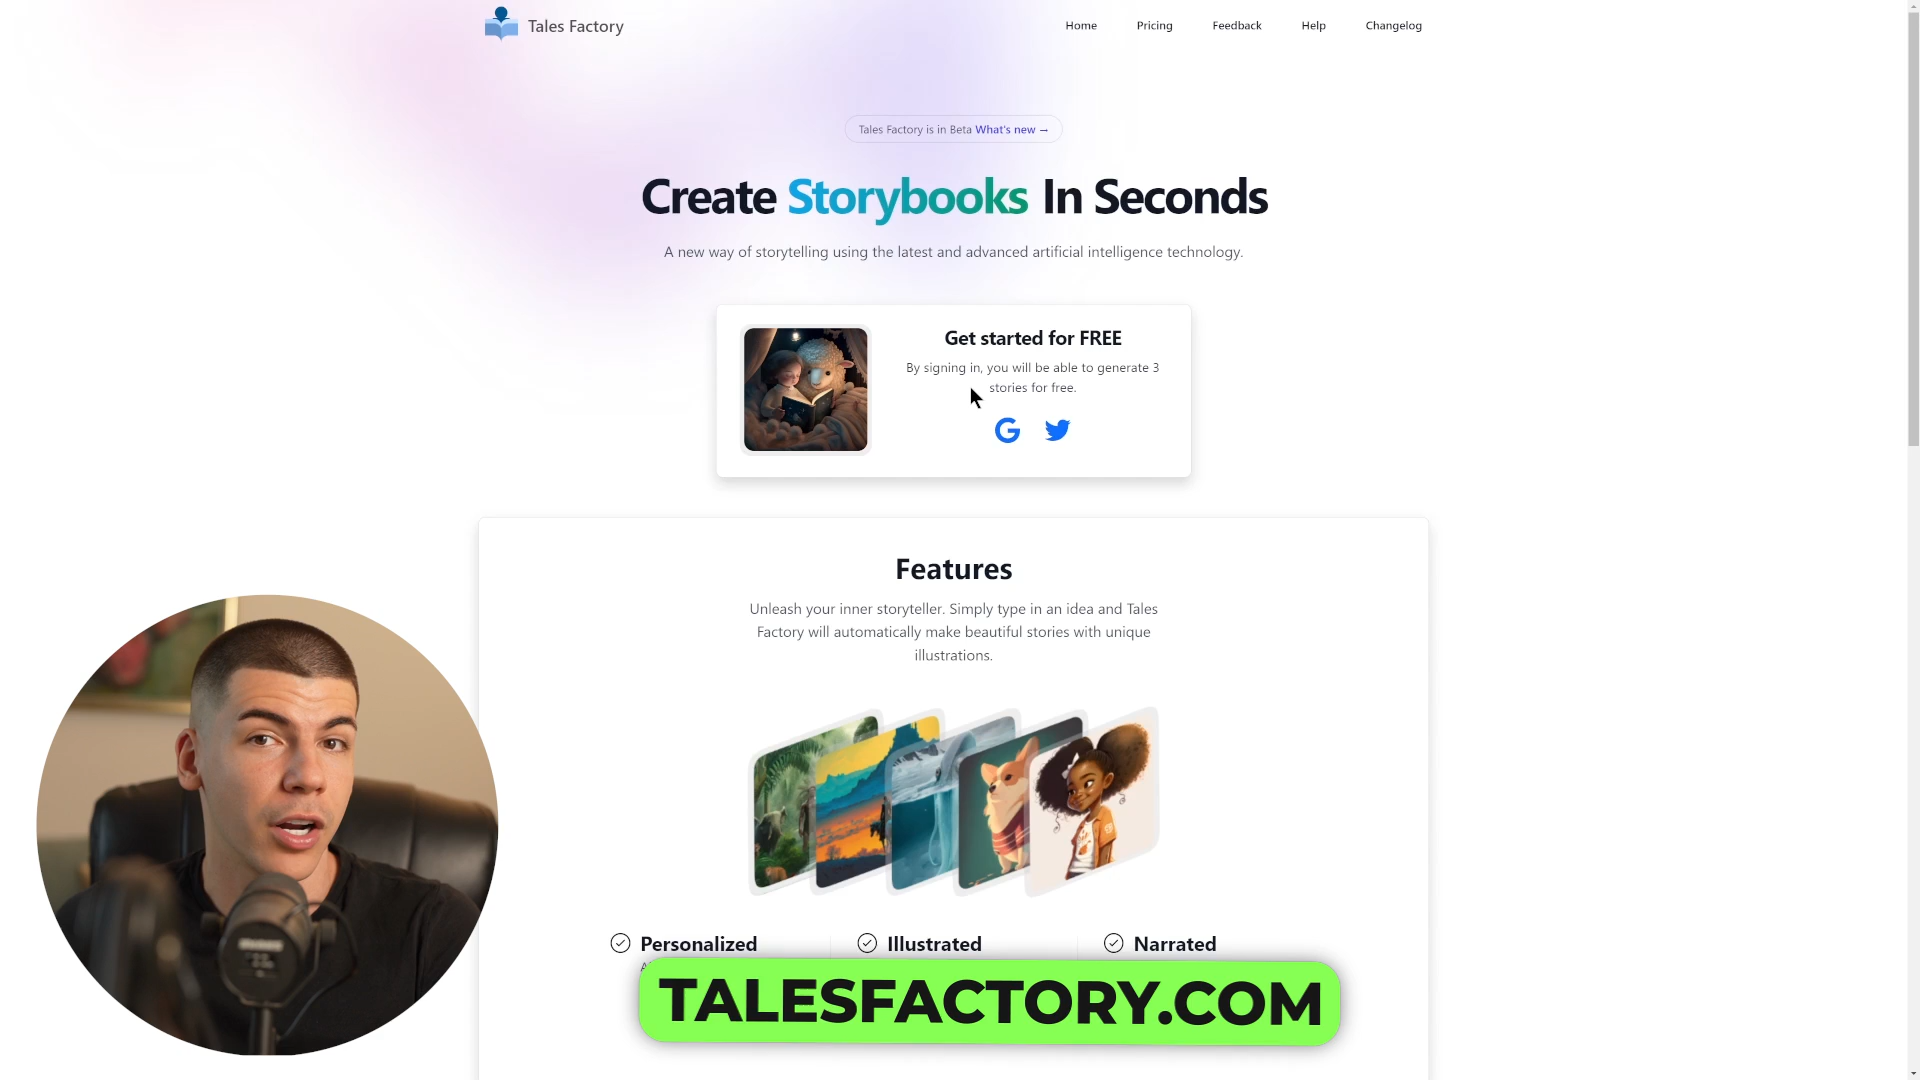 Tales Factory
Home Pricing Feedback Help Changelog
Tales Factory is in Beta What's new →
Create Storybooks In Seconds
A new way of storytelling using the latest and advanced artificial intelligence technology.
Get started for FREE
By signing in, you will be able to generate 3
stories for free.
Features
Unleash your inner storyteller. Simply type in an idea and Tales
Factory will automatically make beautiful stories with unique
illustrations.
Personalized Illustrated Narrated
TALESFACTORY.COM